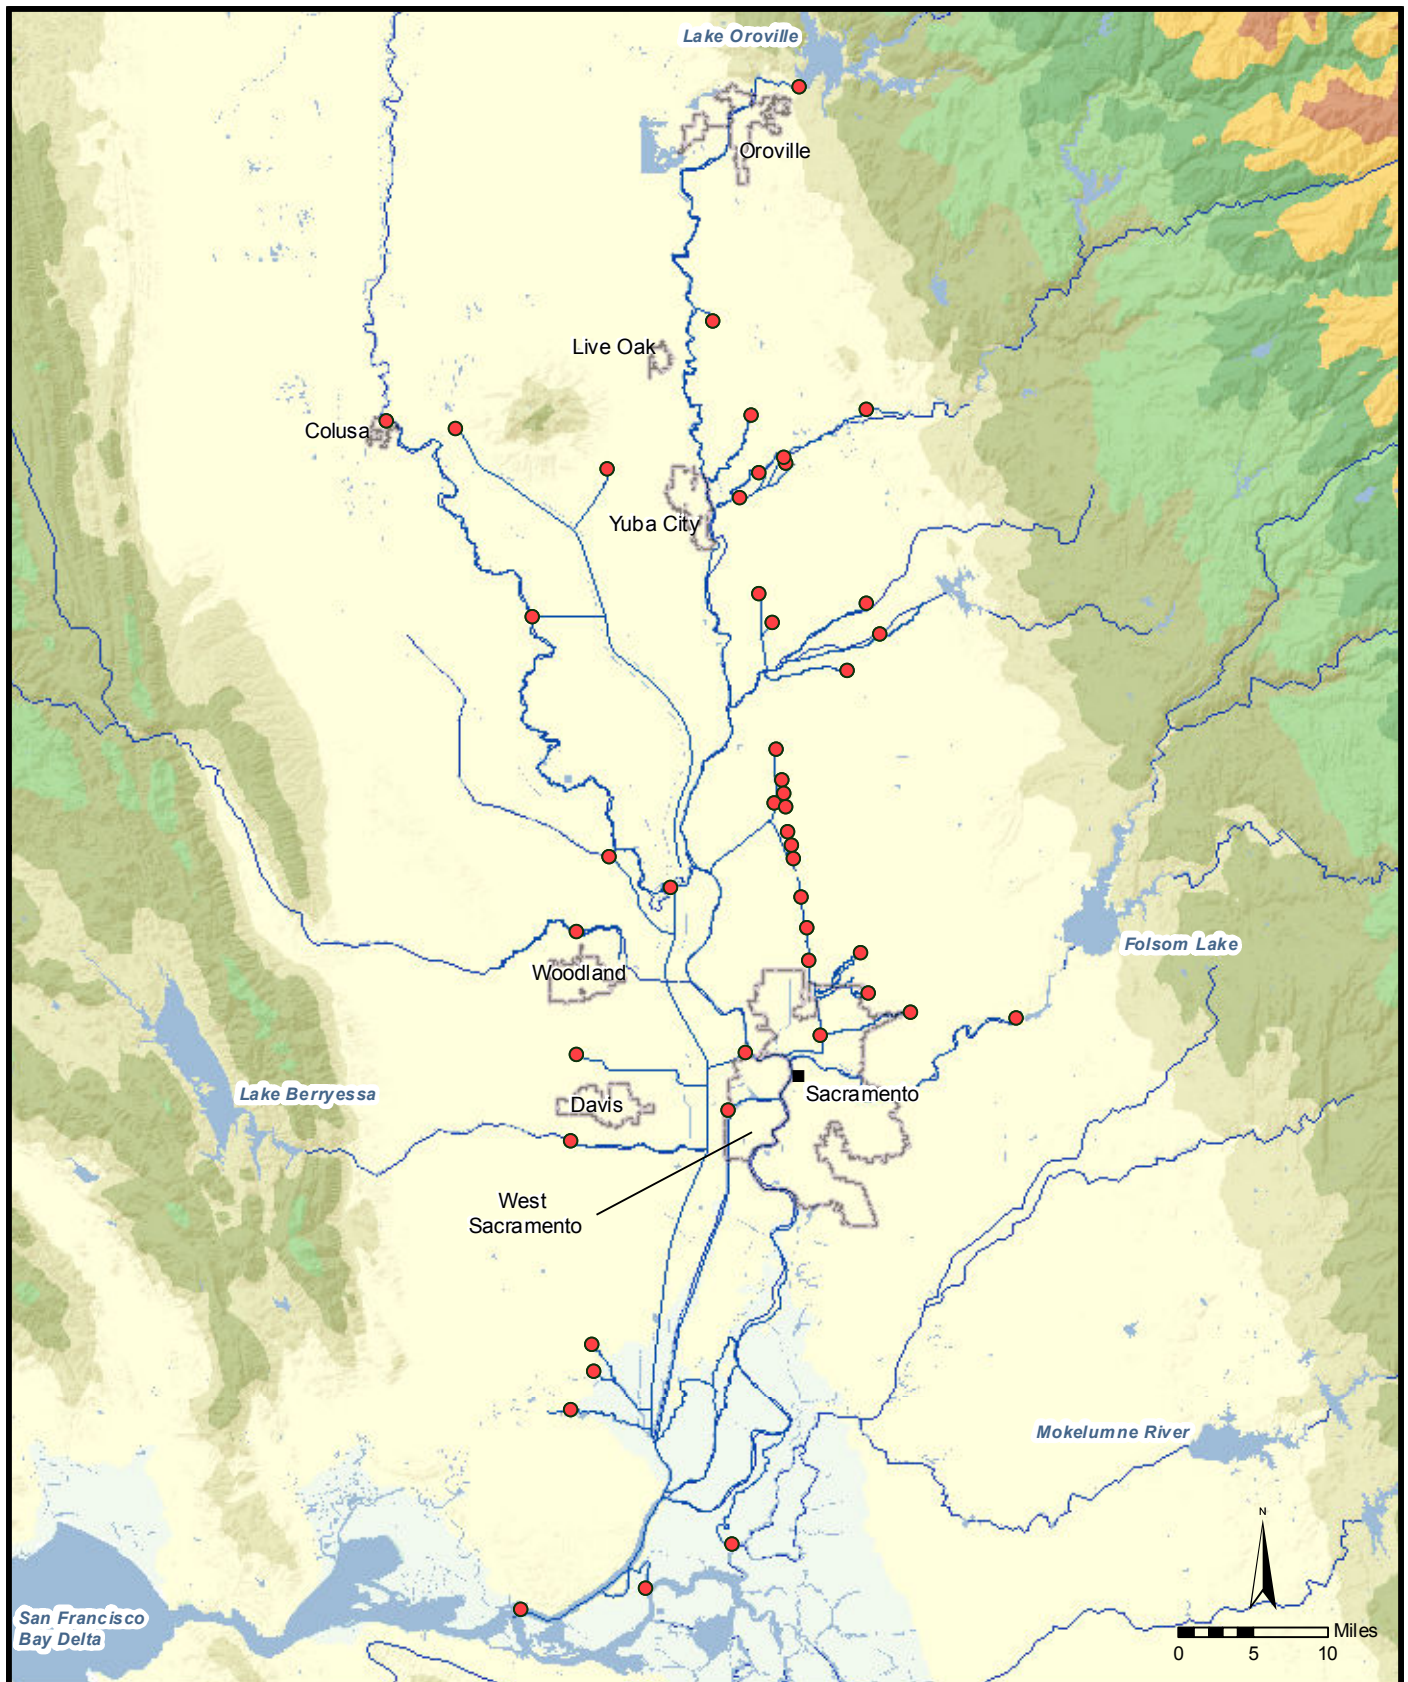 Lake Oroville
Oroville
Live Oak
Colusa
Yuba City
Folsom Lake
Woodland
Lake Berryessa
Sacramento
Davis
West
Sacramento
Mokelumne River
N
San Francisco
Bay Delta
Miles
0 5 10